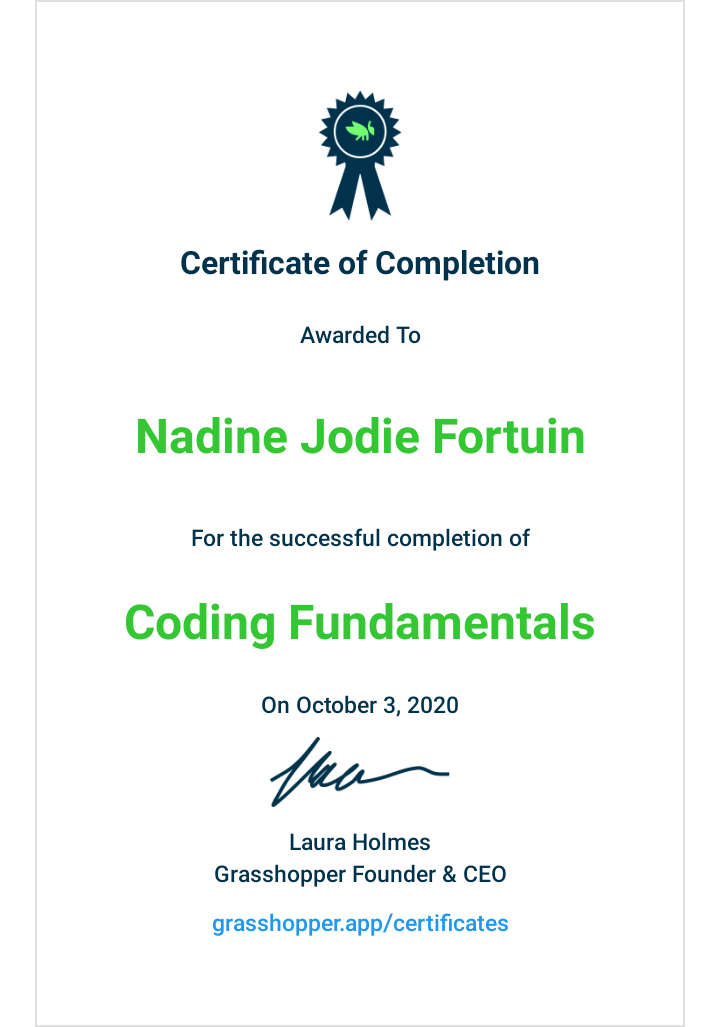 Certificate of Completion
Awarded To
Nadine Jodie Fortuin
For the successful completion of
Coding Fundamentals
On October 3, 2020
Laura Holmes
Grasshopper Founder & CEO
grasshopper.app/certificates